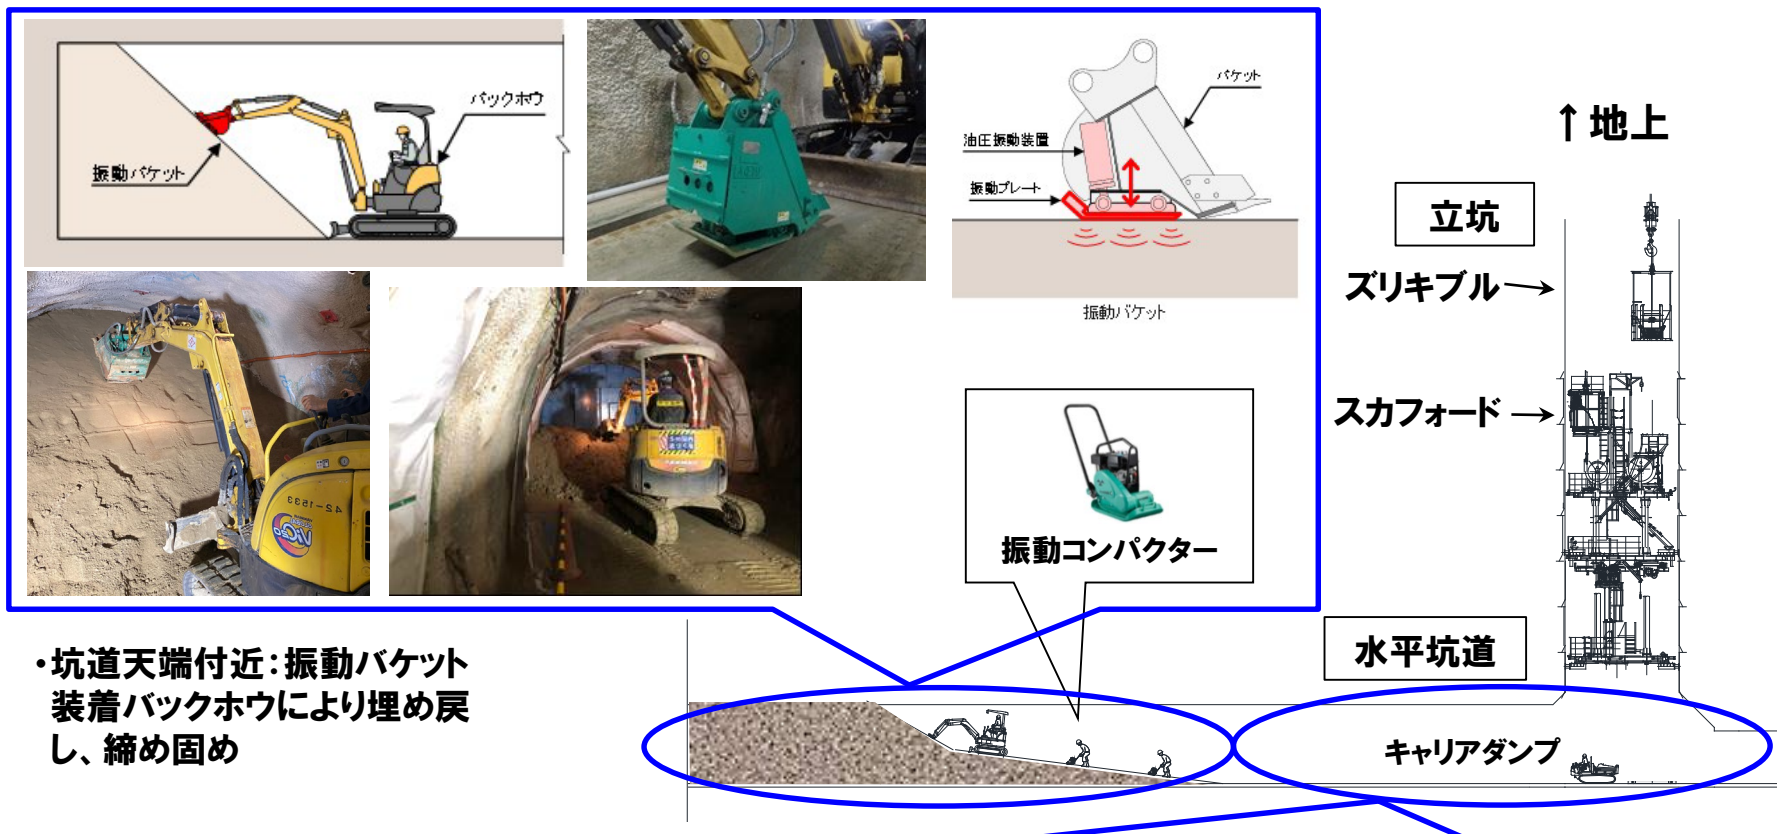 バックホウ
振動バケット
バケット
油圧振動装置
振動プレート
振動バケット
↑地上
立坑
ズリキブル→
スカフォード→
42-1533
ViO20
振動コンパクター
水平坑道
・坑道天端付近：振動バケット
装着バックホウにより埋め戻
し、締め固め
キャリアダンプ